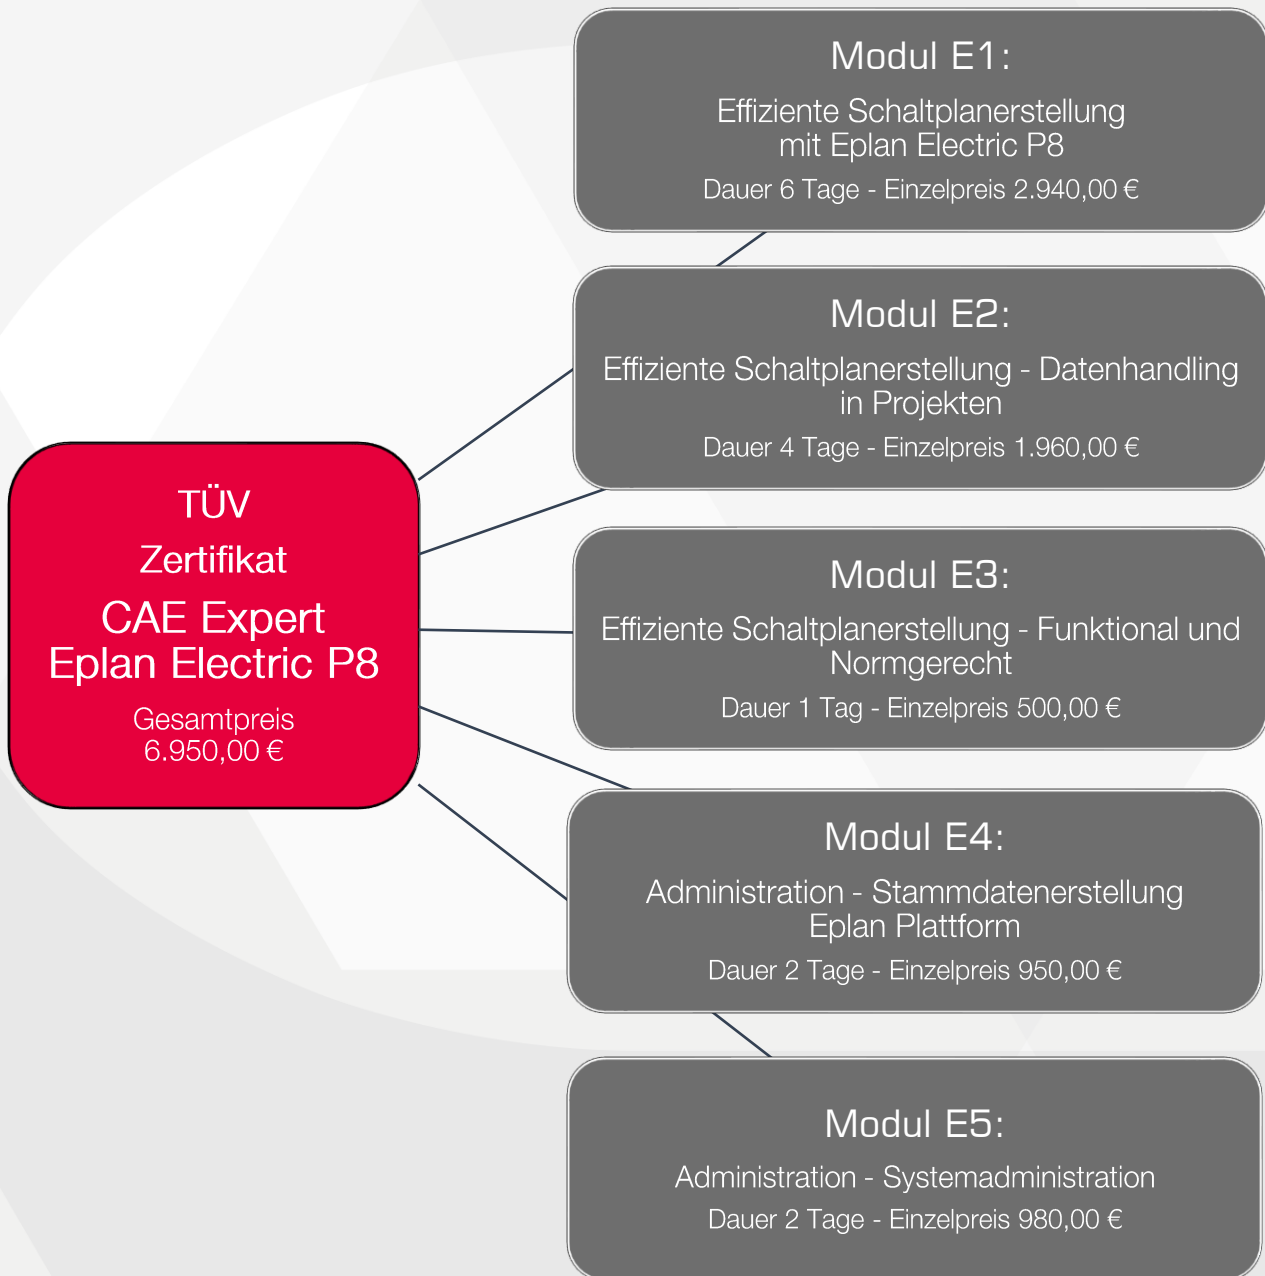 Modul E1:
Effiziente Schaltplanerstellung
mit Eplan Electric P8
Dauer 6 Tage - Einzelpreis 2.940,00 €
Modul E2:
Effiziente Schaltplanerstellung - Datenhandling
in Projekten
Dauer 4 Tage - Einzelpreis 1.960,00 €
TÜV
Zertifikat
CAE Expert
Eplan Electric P8
Gesamtpreis
6.950,00 €
Modul E3:
Effiziente Schaltplanerstellung - Funktional und
Normgerecht
Dauer 1 Tag - Einzelpreis 500,00 €
Modul E4:
Administration - Stammdatenerstellung
Eplan Plattform
Dauer 2 Tage - Einzelpreis 950,00 €
Modul E5:
Administration - Systemadministration
Dauer 2 Tage - Einzelpreis 980,00 €